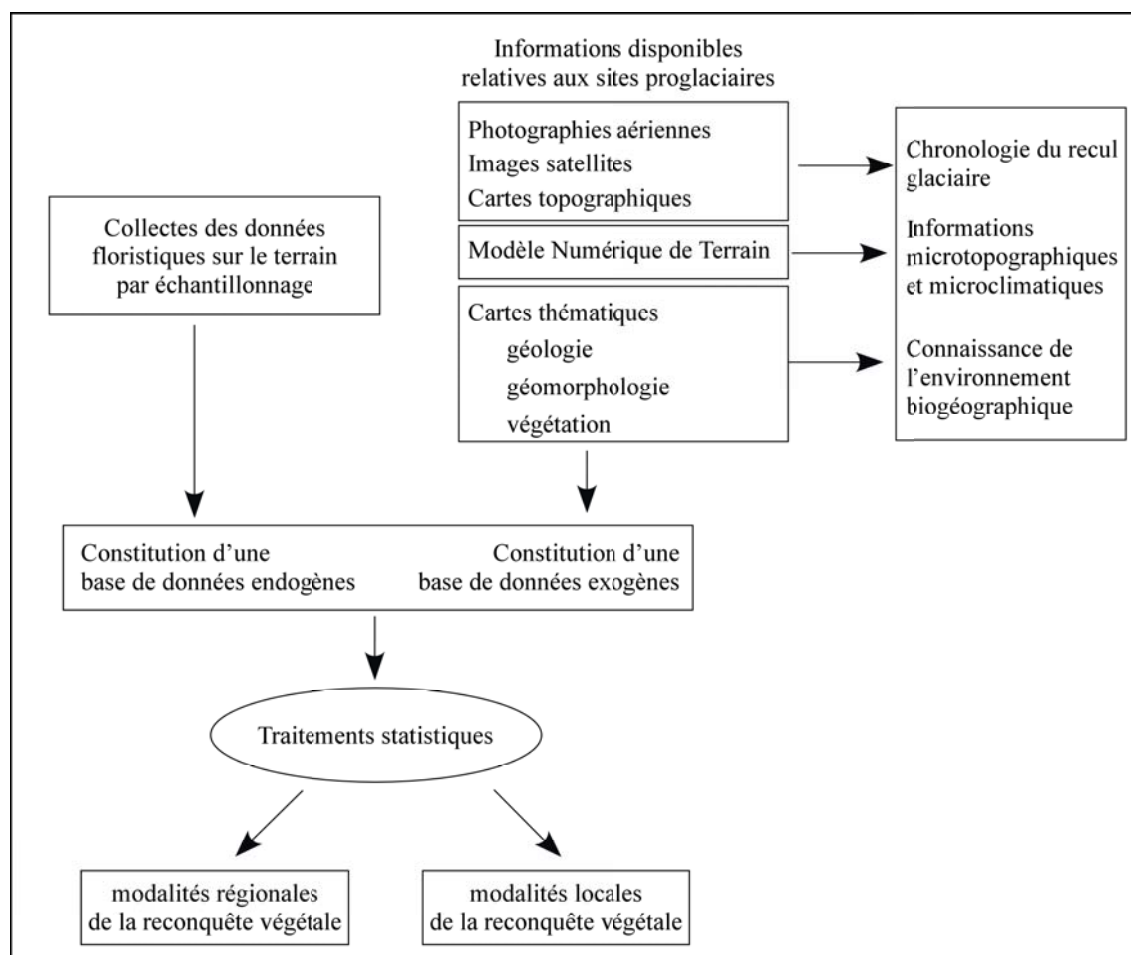 Informations disponibles
relatives aux sites proglaciaires
Photographies aériennes
Images satellites
Cartes topographiques
Chronologie du recul
glaciaire
Collectes des données
floristiques sur le terrain
par échantillonnage
Modèle Numérique de Terrain
Informations
microtopographiques
et microclimatiques
Cartes thématiques
géologie
géomorphologie
végétation
Connaissance de
l'environnement
biogéographique
Constitution d'une
base de données endogènes
Constitution d'une
base de données exogènes
Traitements statistiques
modalités régionales
de la reconquête végétale
modalités locales
de la reconquête végétale